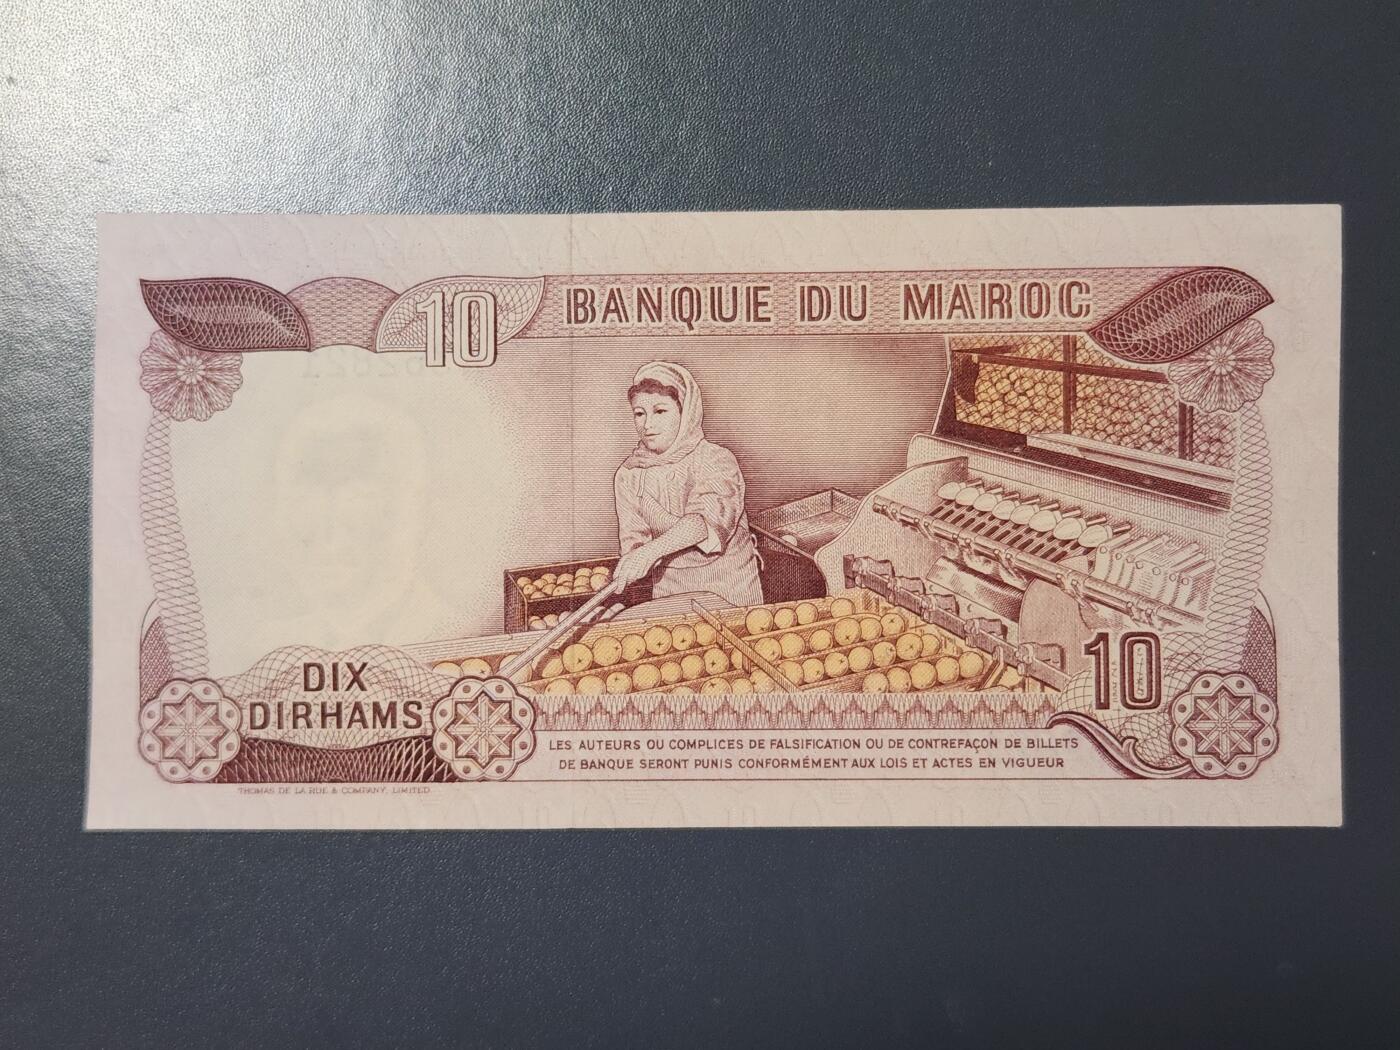 10 BANQUE DU MAROC
DIX
DIRHAMS
10
LES AUTEURS OU COMPLICES DE FALSIFICATION OU DE CONTREFAÇON DE BILLETS
DE BANQUE SERONT PUNIS CONFORMÉMENT AUX LOIS ET ACTES EN VIGUEUR
THOMAS DE LA RUE & COMPANY, LIMITED.